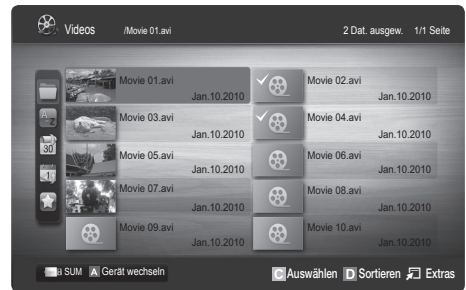 Videos /Movie 01.avi 2 Dat. ausgew. 1/1 Seite
Movie 01.avi Movie 02.avi
Jan.10.2010 Jan.10.2010
Movie 03.avi Movie 04.avi
Jan.10.2010 Jan.10.2010
30
Movie 05.avi Movie 06.avi
Jan.10.2010 Jan.10.2010
1
Movie 07.avi Movie 08.avi
Jan.10.2010 Jan.10.2010
Movie 09.avi Movie 10.avi
Jan.10.2010 Jan.10.2010
SUM A Gerät wechseln C Auswählen D Sortieren Extras